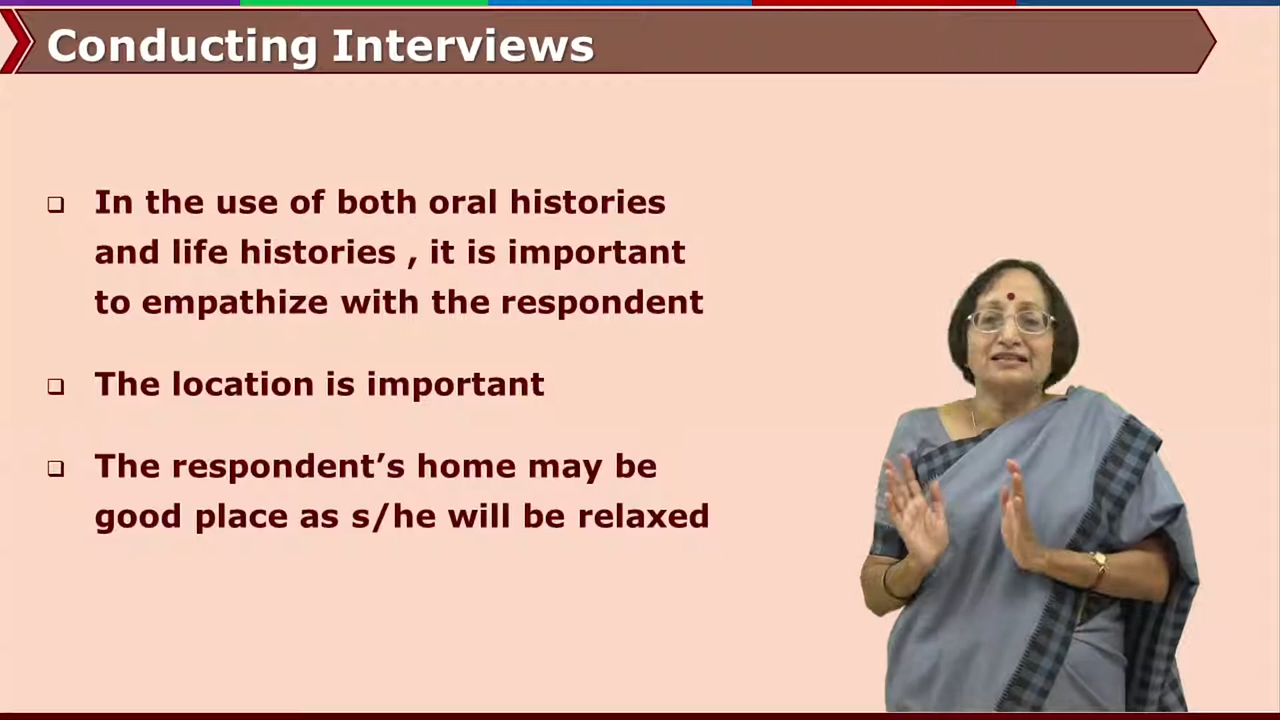 Conducting Interviews
In the use of both oral histories
and life histories , it is important
to empathize with the respondent
The location is important
The respondent’s home may be
good place as s/he will be relaxed